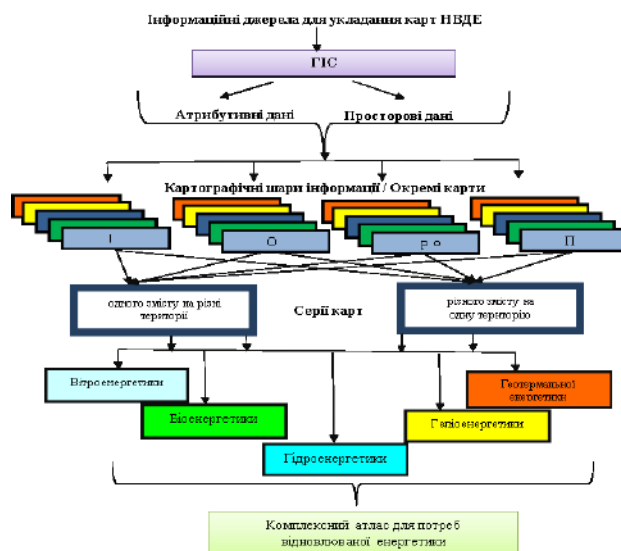 Інформаційні джерела для укладання карт НВДЕ
ГІС
Атрибутивні дані
Просторові дані
Картографічні шари інформації / Окремі карти
І
О
р о
П
одного змісту на різні
території
Серії карт
різного змісту на
одну територію
Вітроенергетики
Геотермальної
енергетики
Біоенергетики
Геліоенергетики
Гідроенергетики
Комплексний атлас для потреб
відновлюваної енергетики